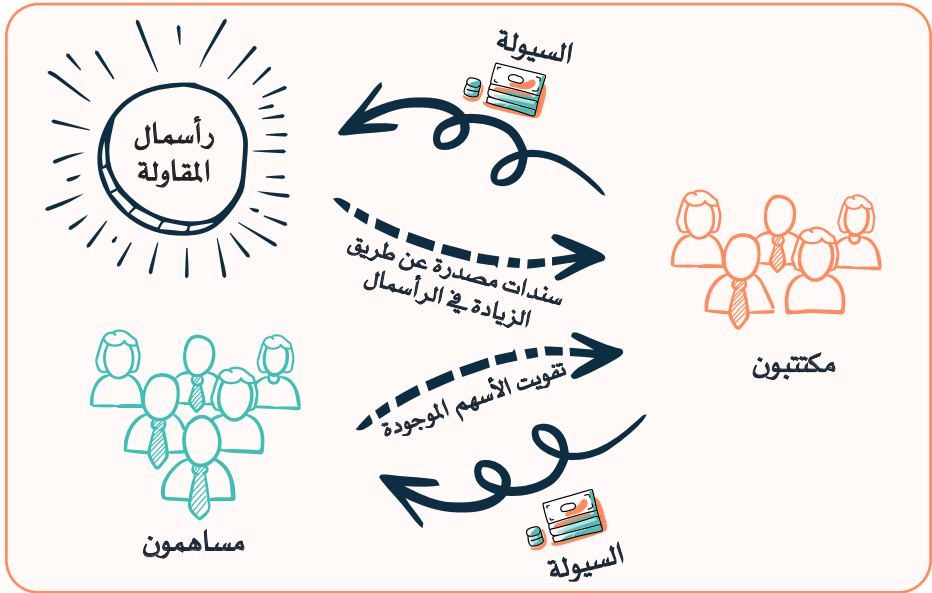 السيولة
رأسمال
المقاولة
سندات مصدرة عن طريق
الزيادة في الرأسمال
مكتتبون
تفويت الأسهم الموجودة
مساهمون
السيولة